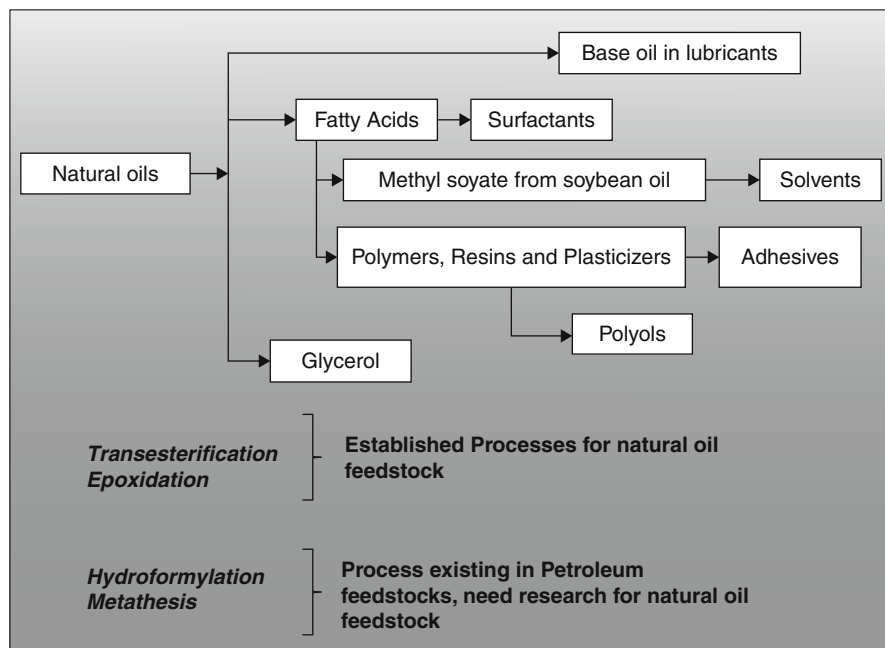 Base oil in lubricants
Fatty Acids
Surfactants
Natural oils
Methyl soyate from soybean oil
Solvents
Polymers, Resins and Plasticizers
Adhesives
Polyols
Glycerol
Transesterification
Epoxidation
Established Processes for natural oil
feedstock
Hydroformylation
Metathesis
Process existing in Petroleum
feedstocks, need research for natural oil
feedstock